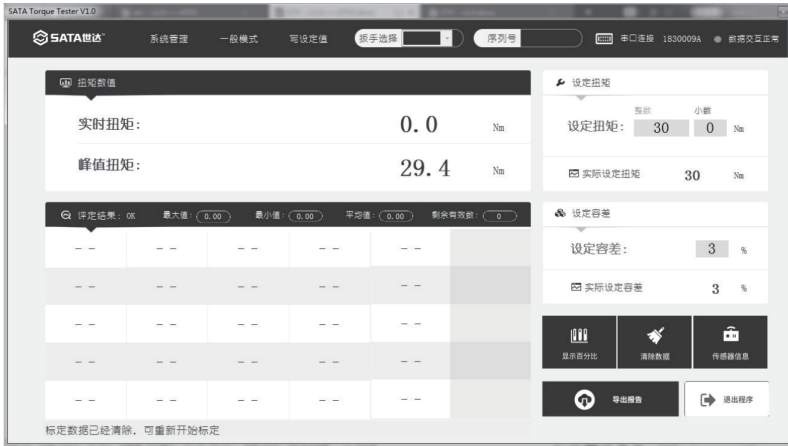 SATA Torque Tester V1.0
SATA世达 系统管理 一般模式 写设定值 扳手选择 序列号 串口连接 1830009A 数据交互正常
扭矩数值
实时扭矩: 0.0 Nm
峰值扭矩: 29.4 Nm
设定扭矩
整数 小数
设定扭矩: 30 0 Nm
实际设定扭矩 30 Nm
评定结果: OK 最大值: 0.00 最小值: 0.00 平均值: 0.00 剩余有效数: 0
-- -- -- -- --
-- -- -- -- --
-- -- -- -- --
-- -- -- -- --
-- -- -- -- --
设定容差
设定容差: 3 %
实际设定容差 3 %
显示百分比 清除数据 传感器信息
导出报告 退出程序
标定数据已经清除，可重新开始标定